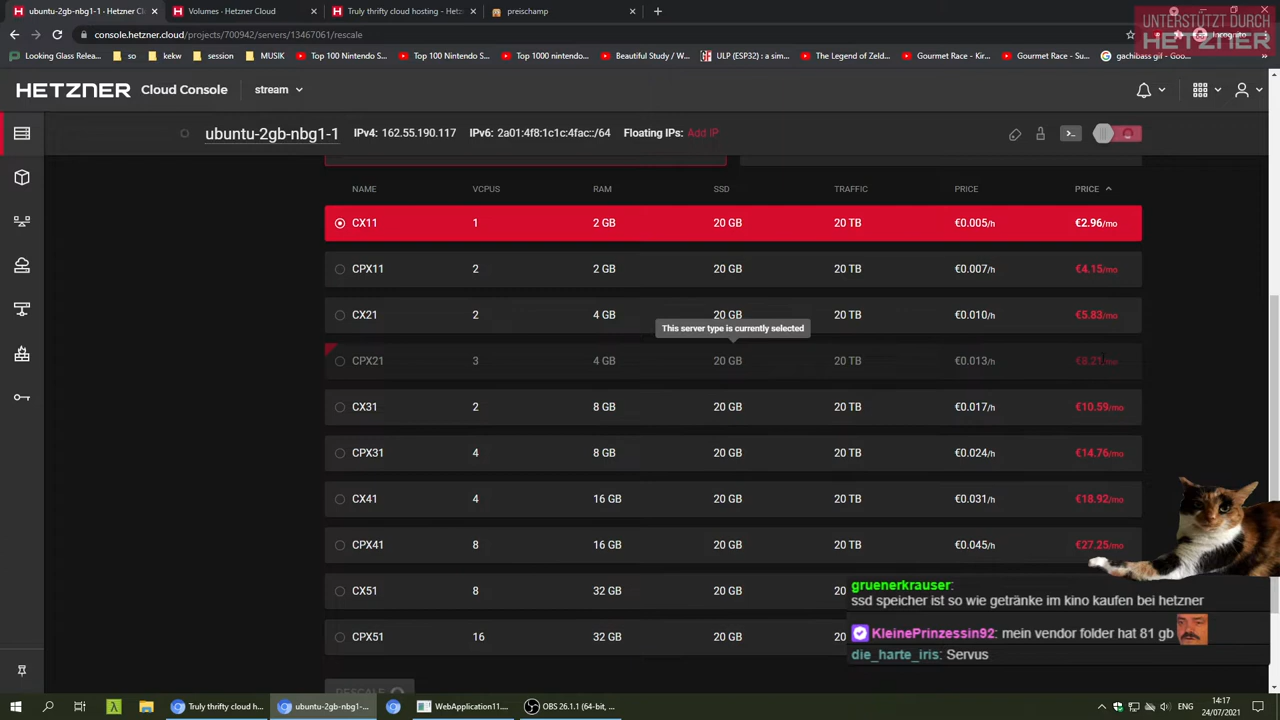 ubuntu-2gb-nbg1-1 - Hetzner Clo
Volumes · Hetzner Cloud
Truly thrifty cloud hosting - Hetz
preischamp
console.hetzner.cloud/projects/700942/servers/13467061/rescale
Incognito
UNTERSTÜTZT DURCH
HETZNER
Looking Glass Relea...
so
kekw
session
MUSIK
Top 100 Nintendo S...
Top 100 Nintendo S...
Top 1000 nintendo...
Beautiful Study / W...
ULP (ESP32) : a sim...
The Legend of Zeld...
Gourmet Race - Kir...
Gourmet Race - Su...
gachibass gif - Goo...
HETZNER
Cloud Console
stream
ubuntu-2gb-nbg1-1
IPv4: 162.55.190.117
IPv6: 2a01:4f8:1c1c:4fac::/64
Floating IPs: Add IP
NAME VCPUS RAM SSD TRAFFIC PRICE PRICE
CX11 1 2 GB 20 GB 20 TB €0.005/h €2.96/mo
CPX11 2 2 GB 20 GB 20 TB €0.007/h €4.15/mo
CX21 2 4 GB 20 GB 20 TB €0.010/h €5.83/mo
This server type is currently selected
CPX21 3 4 GB 20 GB 20 TB €0.013/h €8.21/mo
CX31 2 8 GB 20 GB 20 TB €0.017/h €10.59/mo
CPX31 4 8 GB 20 GB 20 TB €0.024/h €14.76/mo
CX41 4 16 GB 20 GB 20 TB €0.031/h €18.92/mo
CPX41 8 16 GB 20 GB 20 TB €0.045/h €27.25/mo
CX51 8 32 GB 20 GB 20
CPX51 16 32 GB 20 GB 20
RESCALE
gruenerkrauser:
ssd speicher ist so wie getränke im kino kaufen bei hetzner
KleinePrinzessin92: mein vendor folder hat 81 gb
die_harte_iris: Servus
Truly thrifty cloud h...
ubuntu-2gb-nbg1-...
WebApplication11...
OBS 26.1.1 (64-bit, ...
ENG
14:17
24/07/2021